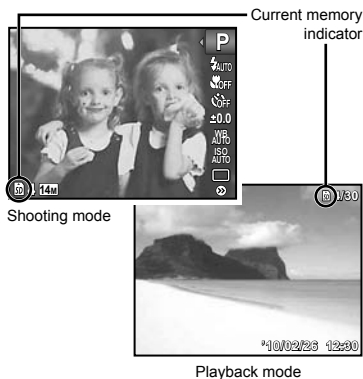 Current memory
indicator
P
AUTO
OFF
OFF
±0.0
WB
AUTO
ISO
AUTO
SD 14M
Shooting mode
/30
'10/02/26 12:30
Playback mode